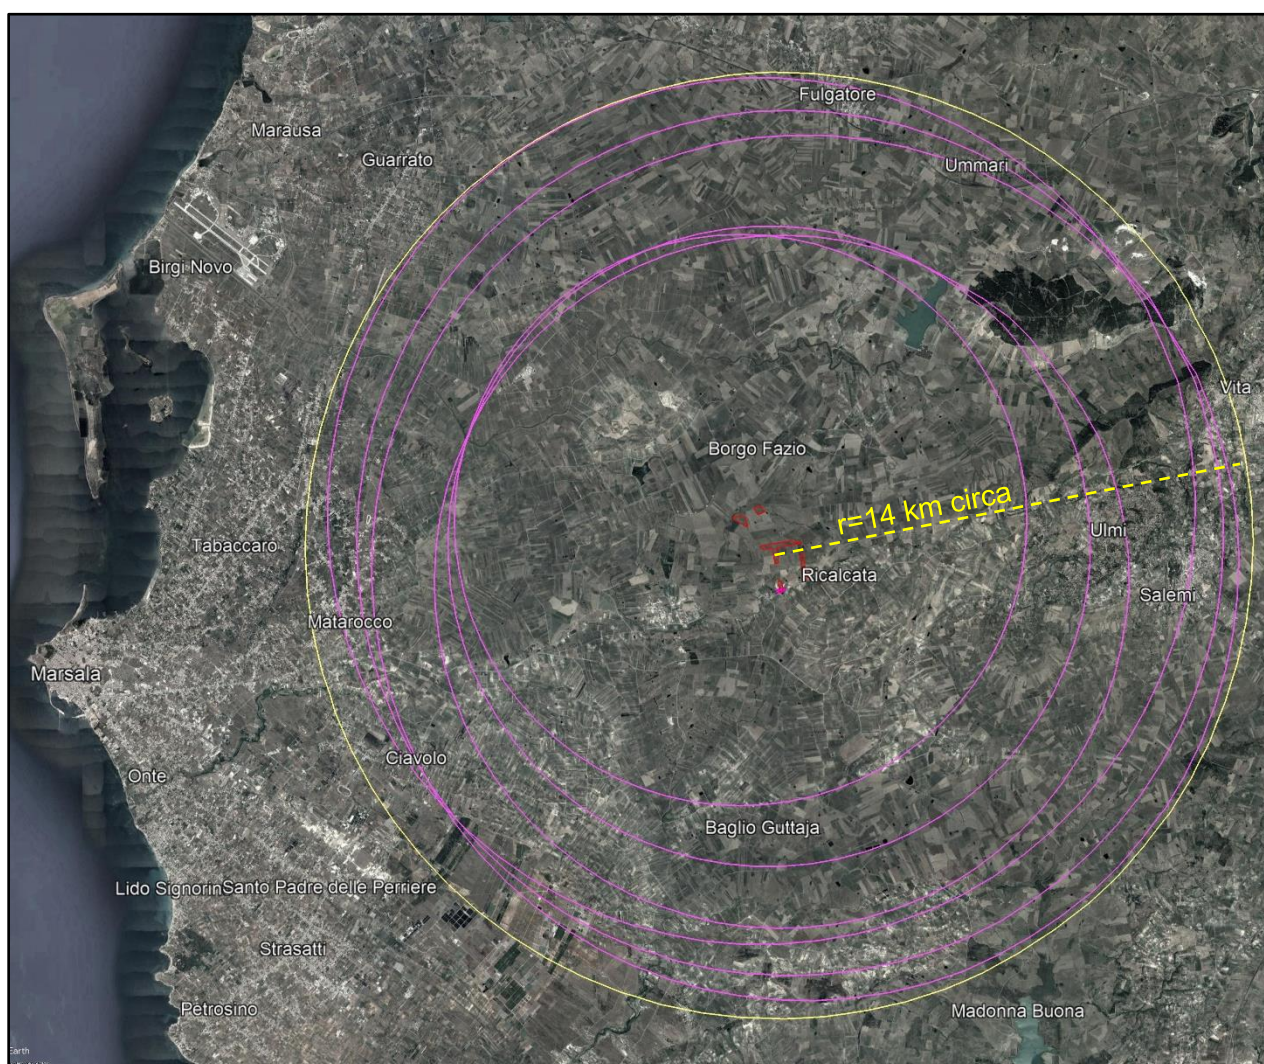 Fulgatore
Marausa
Guarrato
Ummari
Birgi Novo
Vita
Borgo Fazio
r=14 km circa
Ulmi
Tabaccaro
Ricalcata
Salemi
Matarocco
Marsala
Ciavolo
Onte
Baglio Guttaja
Lido Signorin
Santo Padre delle Perriere
Strasatti
Petrosino
Madonna Buona
Earth